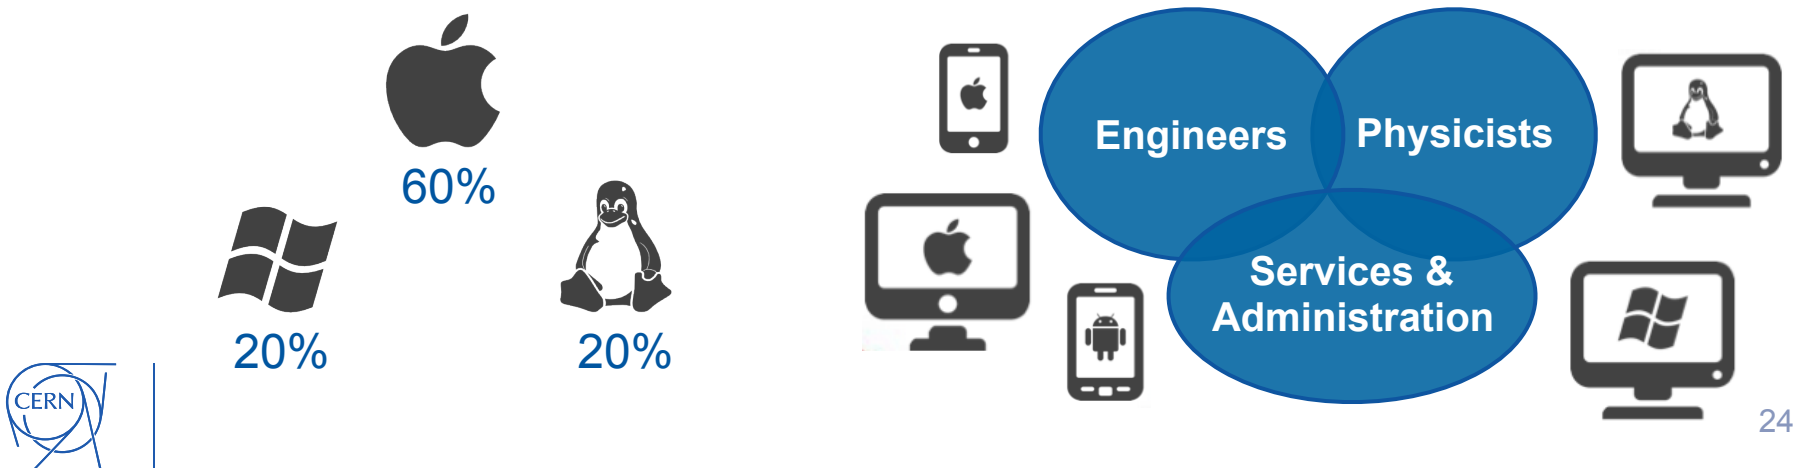 60%
20%
20%
CERN
Engineers
Physicists
Services &
Administration
24